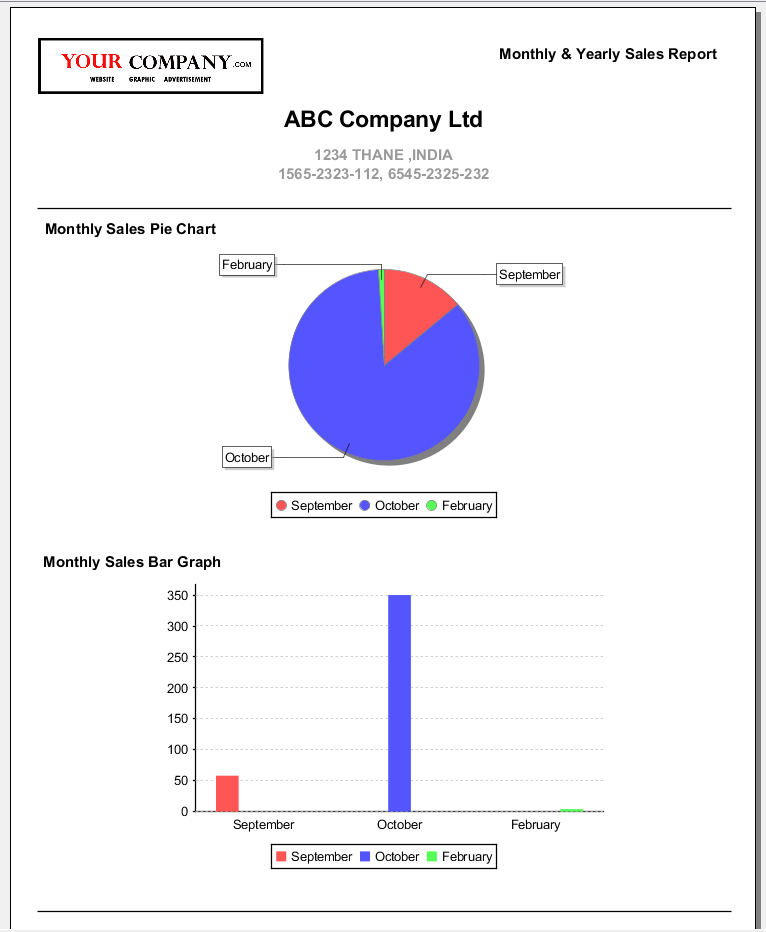 YOUR COMPANY.COM
WEBSITE GRAPHIC ADVERTISEMENT
Monthly & Yearly Sales Report
ABC Company Ltd
1234 THANE ,INDIA
1565-2323-112, 6545-2325-232
Monthly Sales Pie Chart
February
September
October
September October February
Monthly Sales Bar Graph
350
300
250
200
150
100
50
0
September October February
September October February